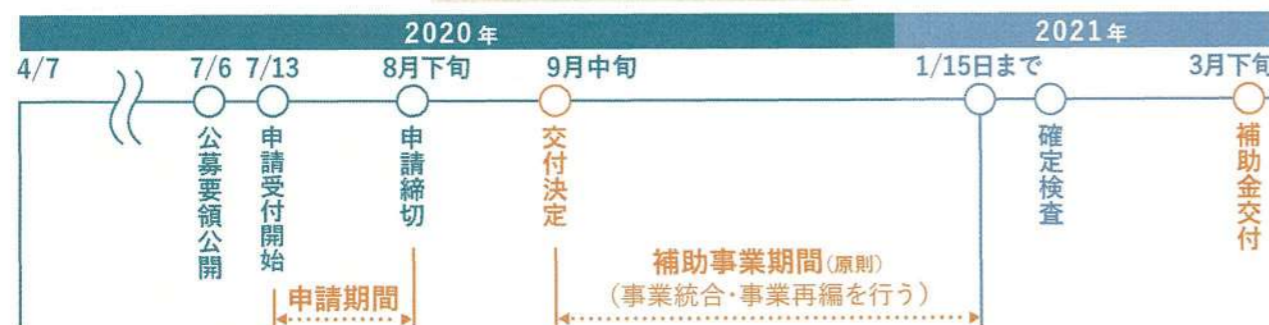 2020年
2021年
4/7
7/6
7/13
8月下旬
9月中旬
1/15日まで
3月下旬
公募要領公開
申請受付開始
申請締切
交付決定
確定検査
補助金交付
申請期間
補助事業期間(原則)
(事業統合・事業再編を行う)